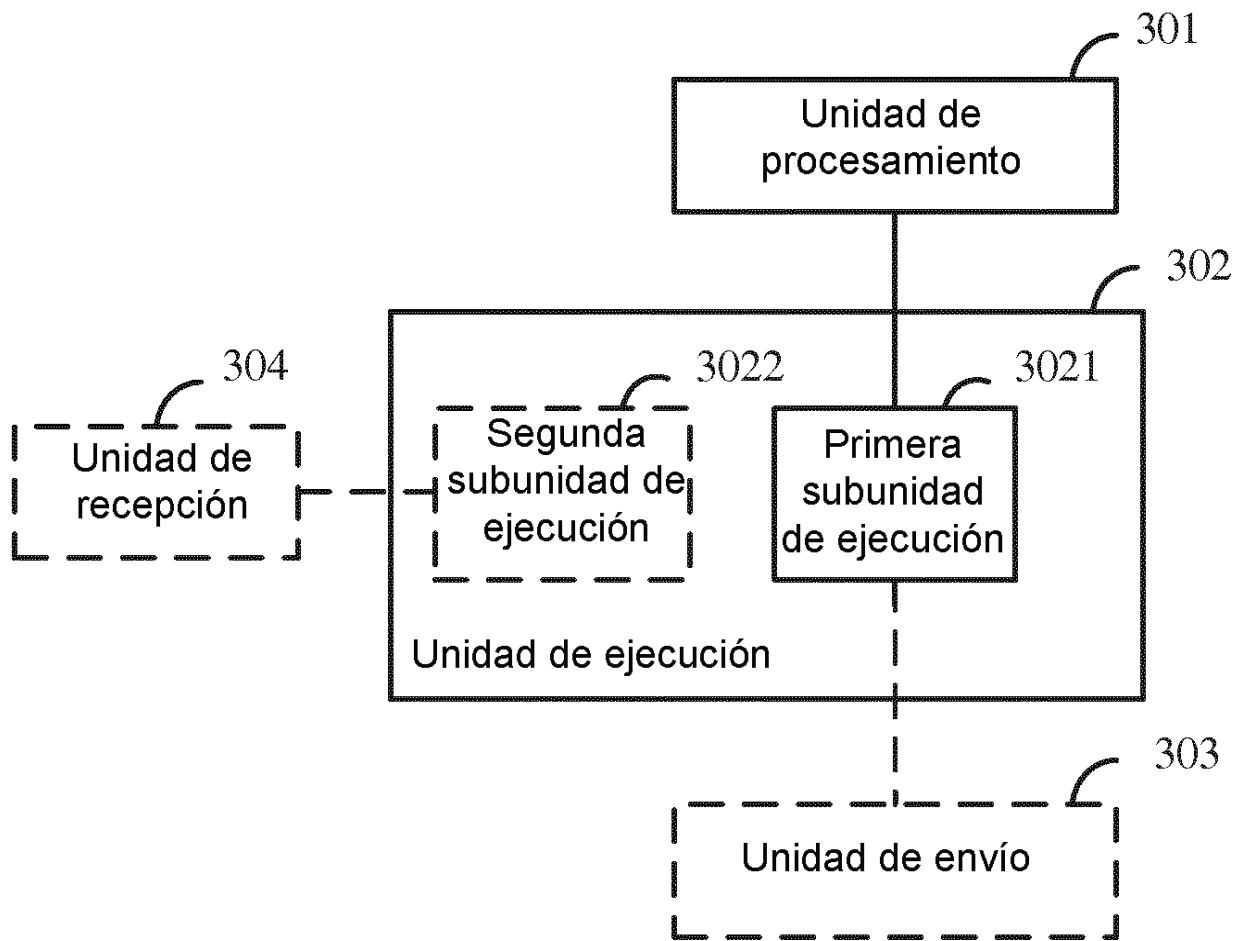 301
Unidad de
procesamiento
302
304
3022
3021
Unidad de
recepción
Segunda
subunidad de
ejecución
Primera
subunidad
de ejecución
Unidad de ejecución
303
Unidad de envío